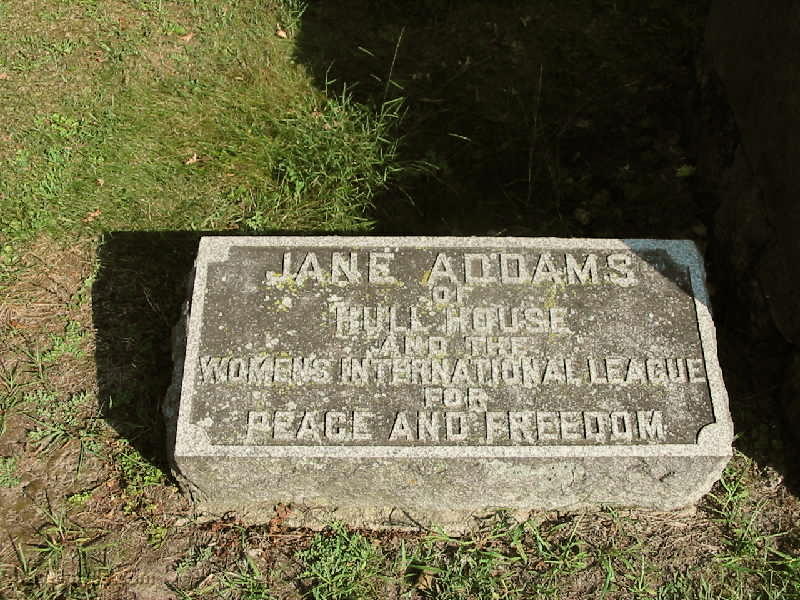 JANE ADDAMS
OF
HULL HOUSE
AND THE
WOMENS INTERNATIONAL LEAGUE
FOR
PEACE AND FREEDOM